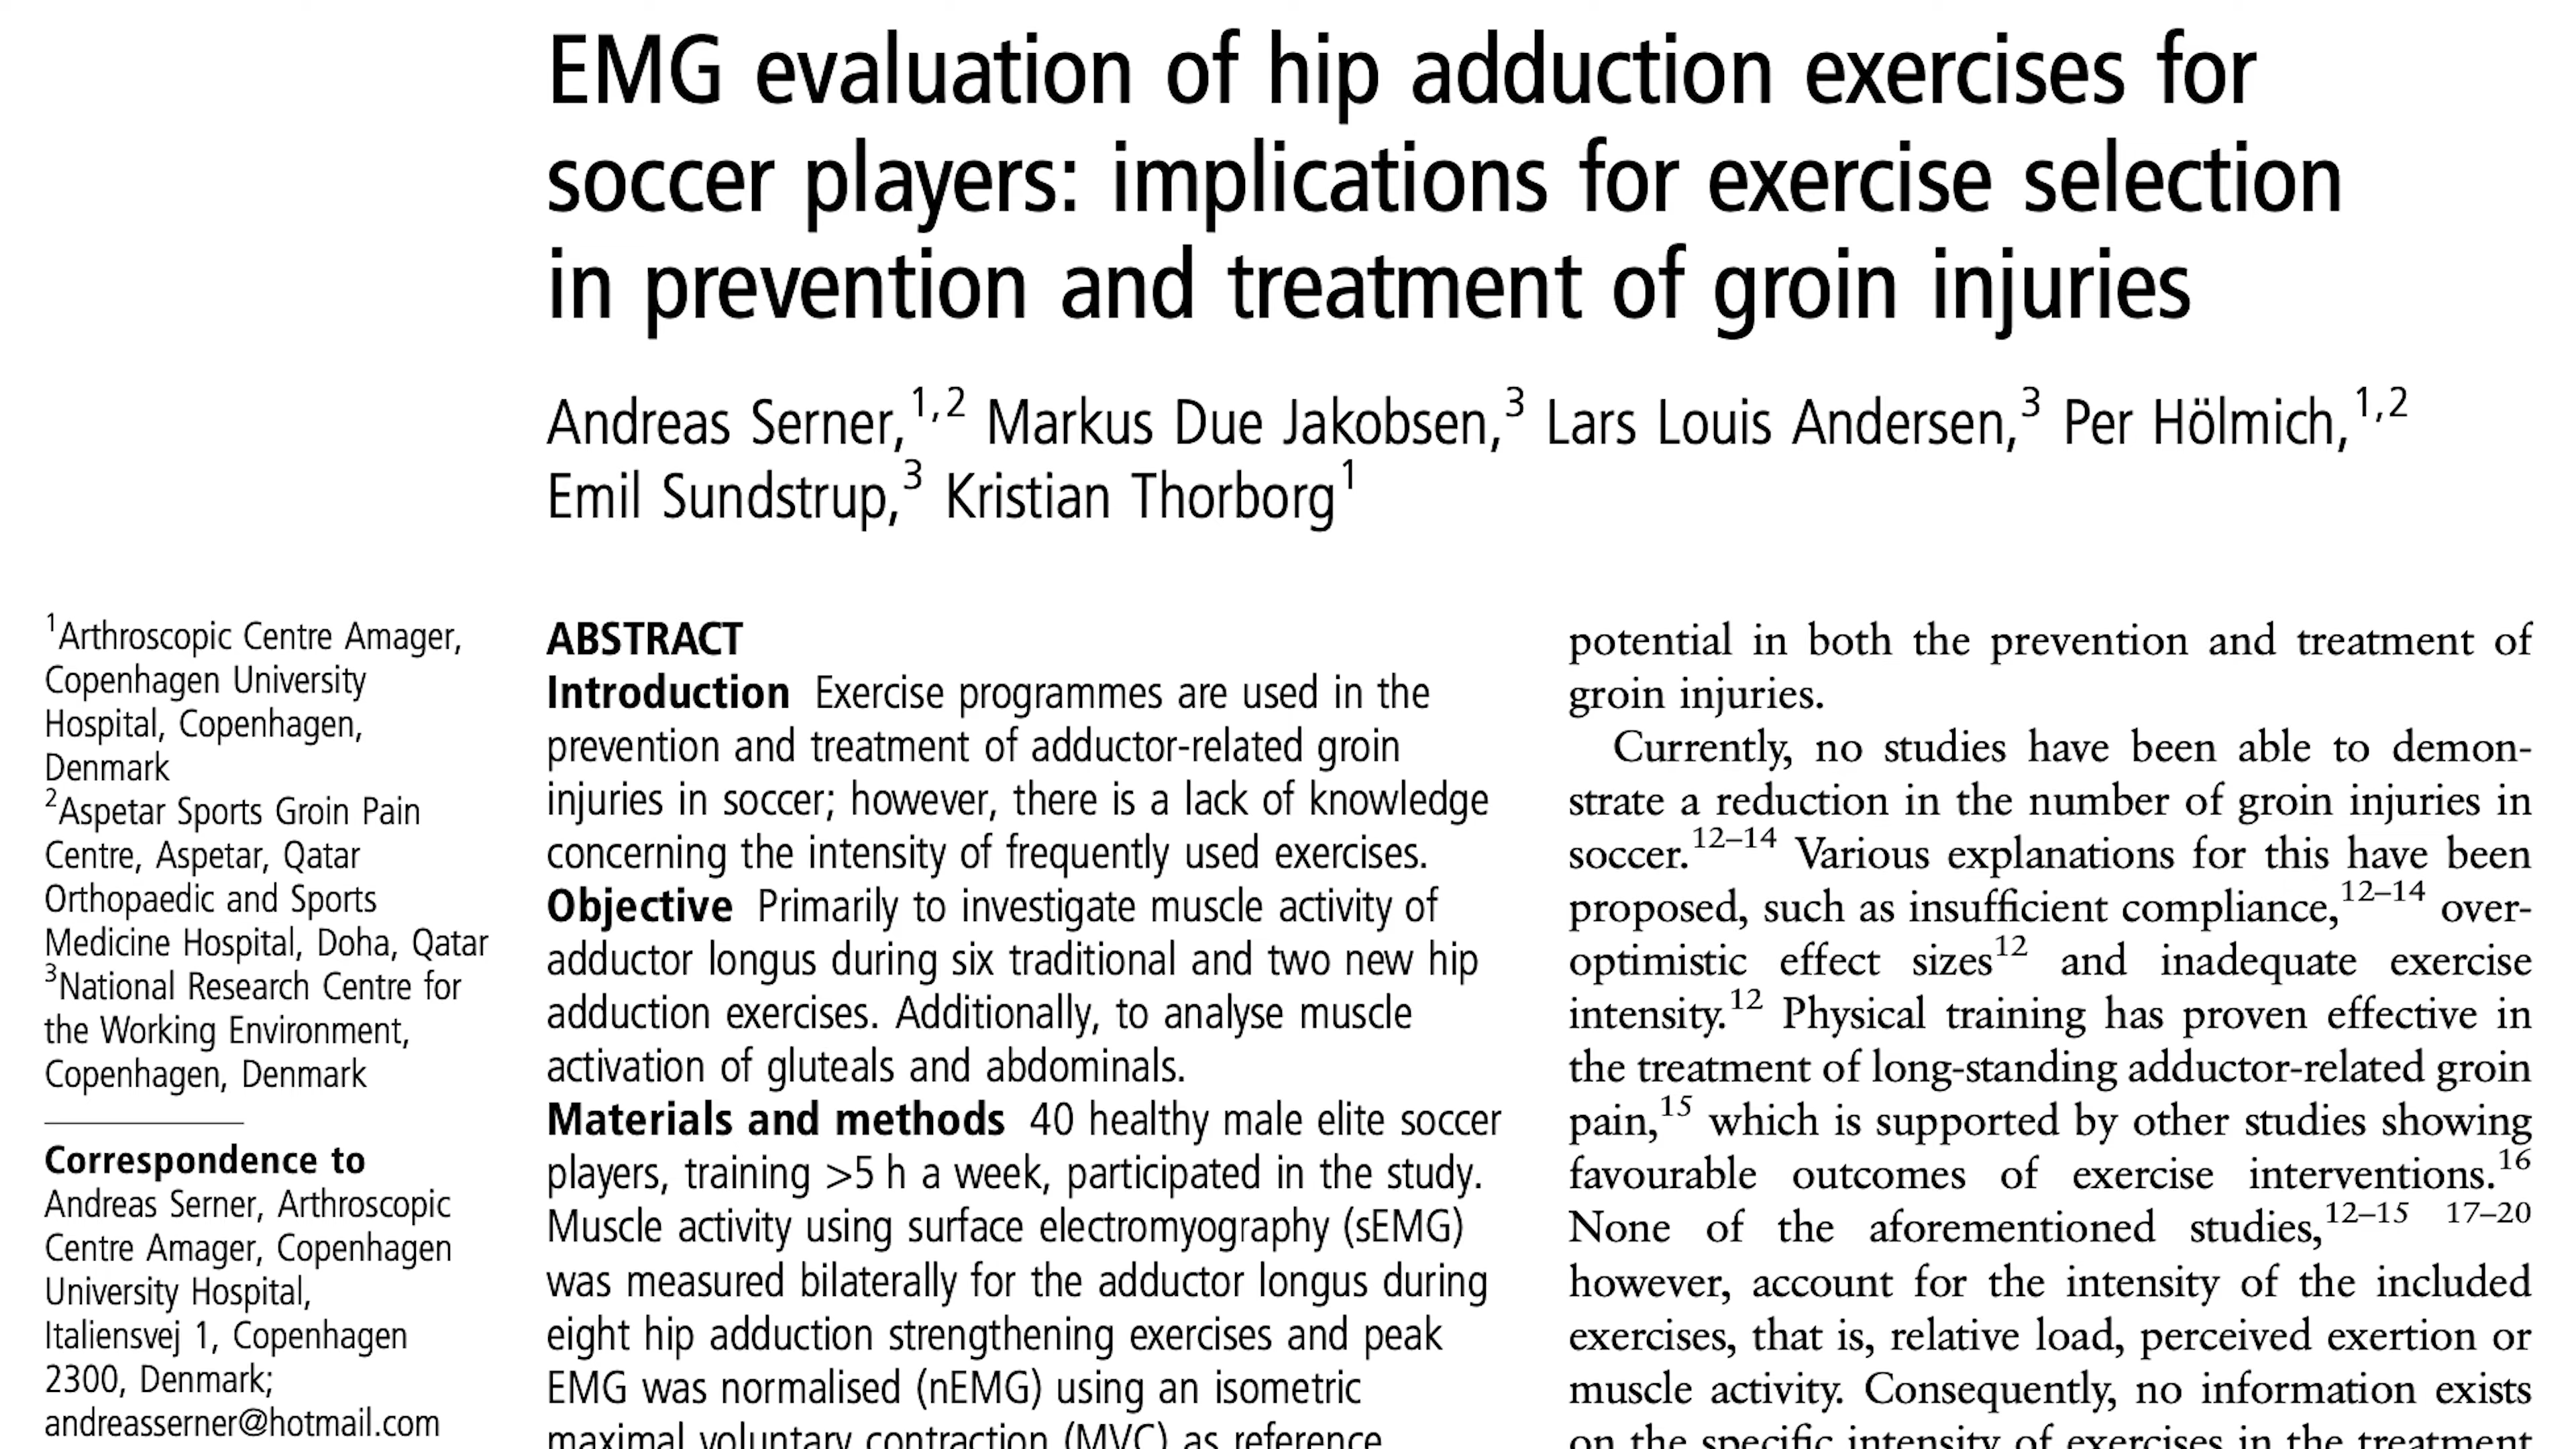 EMG evaluation of hip adduction exercises for
soccer players: implications for exercise selection
in prevention and treatment of groin injuries
Andreas Serner,1,2 Markus Due Jakobsen,3 Lars Louis Andersen,3 Per Hölmich,1,2
Emil Sundstrup,3 Kristian Thorborg1
1Arthroscopic Centre Amager,
Copenhagen University
Hospital, Copenhagen,
Denmark
2Aspetar Sports Groin Pain
Centre, Aspetar, Qatar
Orthopaedic and Sports
Medicine Hospital, Doha, Qatar
3National Research Centre for
the Working Environment,
Copenhagen, Denmark
Correspondence to
Andreas Serner, Arthroscopic
Centre Amager, Copenhagen
University Hospital,
Italiensvej 1, Copenhagen
2300, Denmark;
andreasserner@hotmail.com
ABSTRACT
Introduction Exercise programmes are used in the
prevention and treatment of adductor-related groin
injuries in soccer; however, there is a lack of knowledge
concerning the intensity of frequently used exercises.
Objective Primarily to investigate muscle activity of
adductor longus during six traditional and two new hip
adduction exercises. Additionally, to analyse muscle
activation of gluteals and abdominals.
Materials and methods 40 healthy male elite soccer
players, training >5 h a week, participated in the study.
Muscle activity using surface electromyography (sEMG)
was measured bilaterally for the adductor longus during
eight hip adduction strengthening exercises and peak
EMG was normalised (nEMG) using an isometric
maximal voluntary contraction (MVC) as reference.
potential in both the prevention and treatment of
groin injuries.
Currently, no studies have been able to demon-
strate a reduction in the number of groin injuries in
soccer.12–14 Various explanations for this have been
proposed, such as insufficient compliance,12–14 over-
optimistic effect sizes12 and inadequate exercise
intensity.12 Physical training has proven effective in
the treatment of long-standing adductor-related groin
pain,15 which is supported by other studies showing
favourable outcomes of exercise interventions.16
None of the aforementioned studies,12–15 17–20
however, account for the intensity of the included
exercises, that is, relative load, perceived exertion or
muscle activity. Consequently, no information exists
on the specific intensity of exercises in the treatment